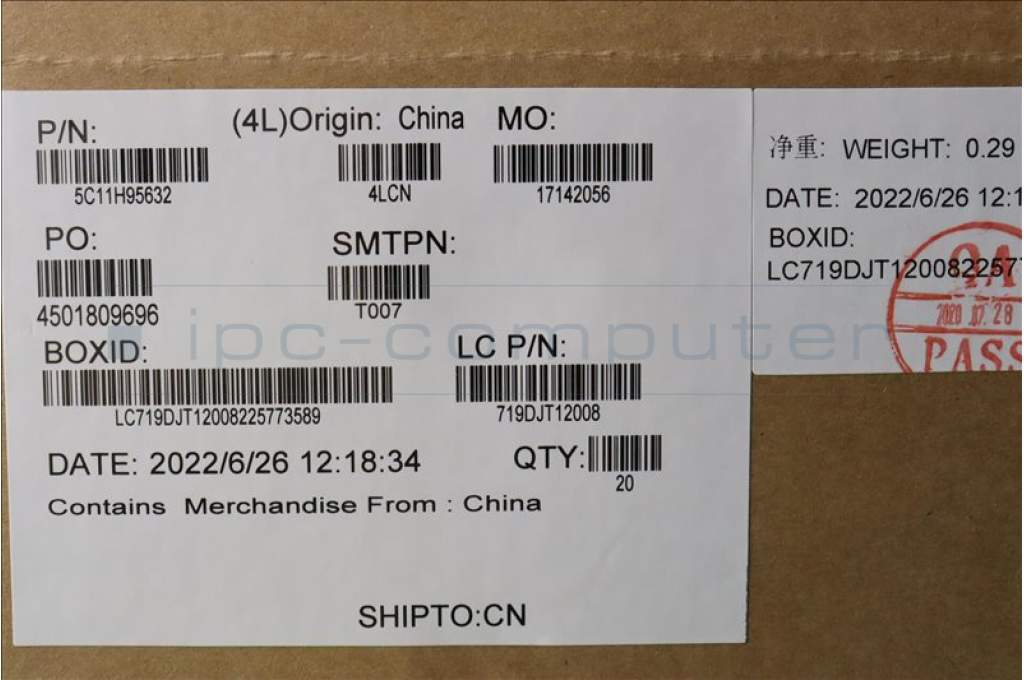 P/N:
(4L)Origin: China
MO:
5C11H95632
4LCN
17142056
PO:
SMTPN:
4501809696
T007
BOXID:
LC P/N:
LC719DJT12008225773589
719DJT12008
DATE: 2022/6/26 12:18:34
QTY:
20
Contains Merchandise From : China
SHIPTO:CN
净重: WEIGHT: 0.29
DATE: 2022/6/26 12:1
BOXID:
LC719DJT120082257
QA
PASS
ipc-computer